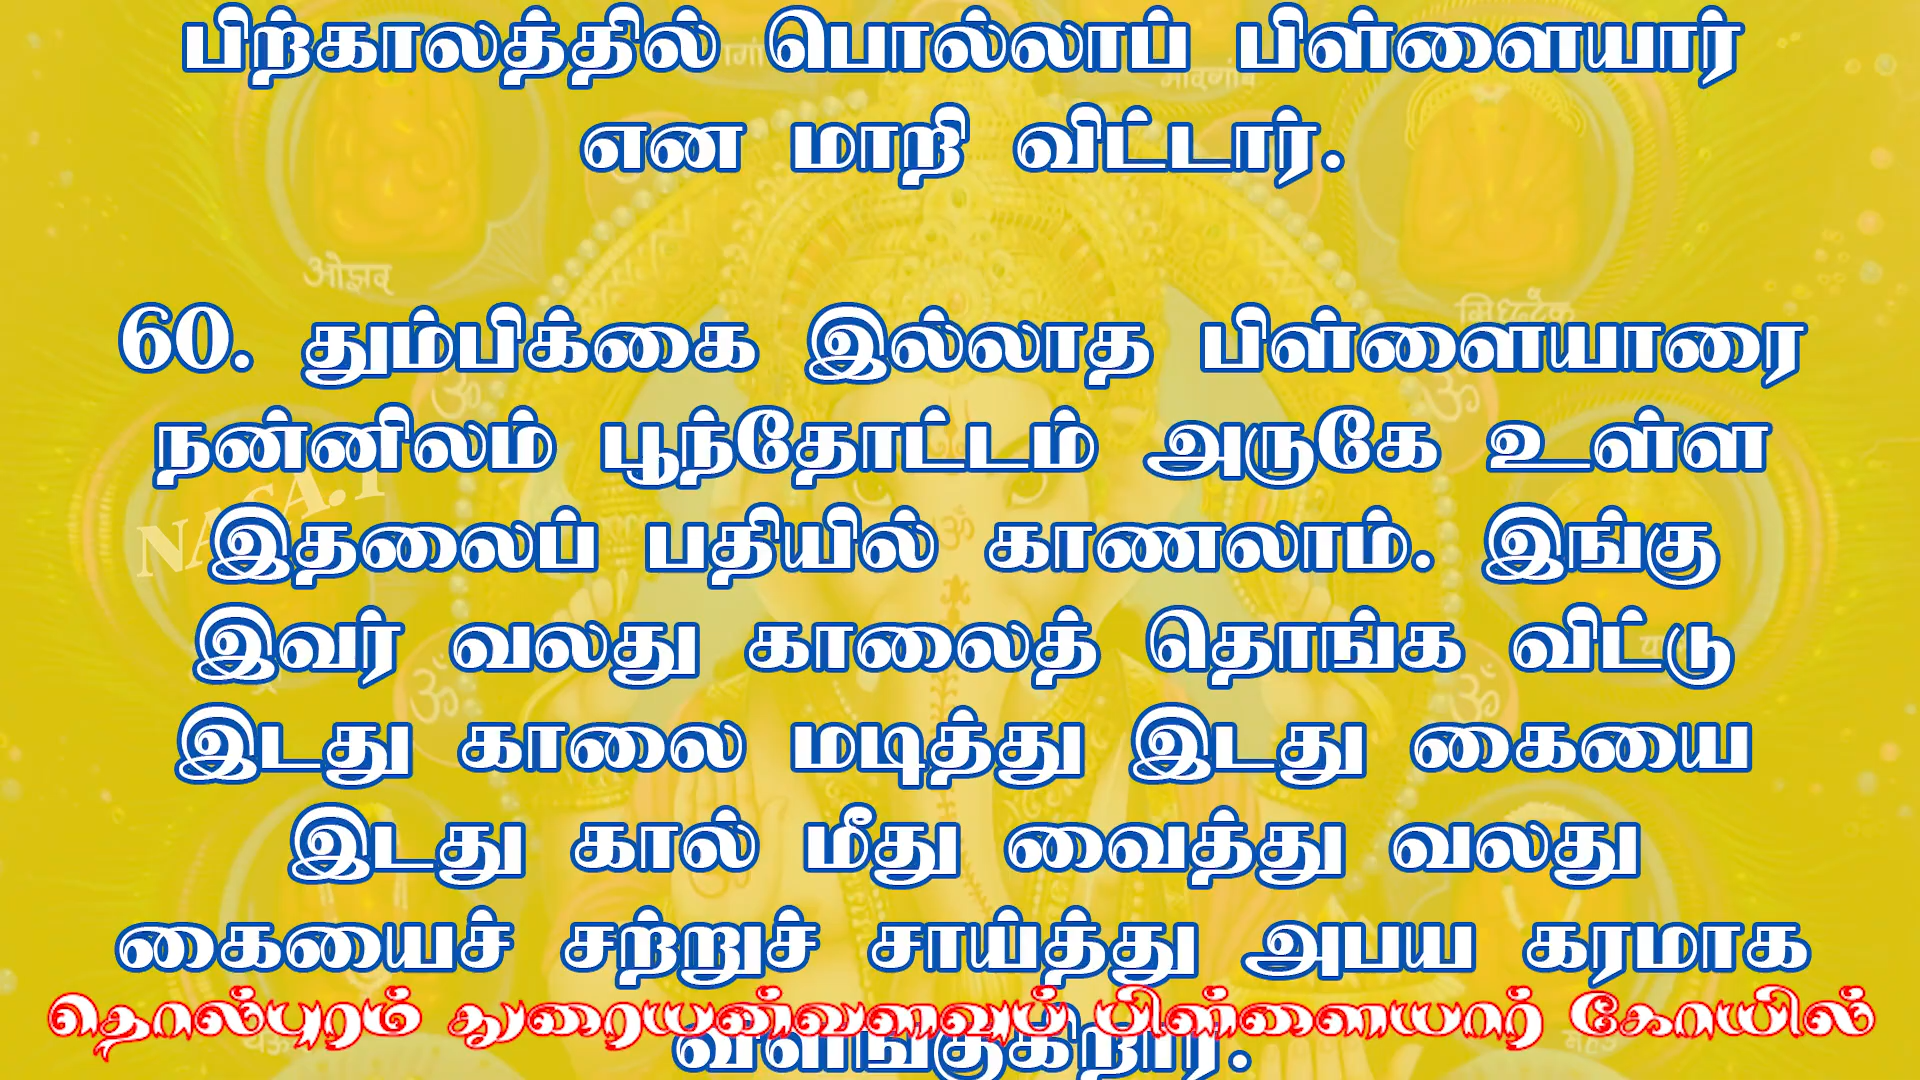 பிற்காலத்தில் பொல்லாப் பிள்ளையார்
என மாறி விட்டார்.
60. தும்பிக்கை இல்லாத பிள்ளையாரை
நன்னிலம் பூந்தோட்டம் அருகே உள்ள
இதலைப் பதியில் காணலாம். இங்கு
இவர் வலது காலைத் தொங்க விட்டு
இடது காலை மடித்து இடது கையை
இடது கால் மீது வைத்து வலது
கையைச் சற்றுச் சாய்த்து அபய கரமாக
தொல்புரம் துரையன்வளவுப் பிள்ளையார் கோயில்